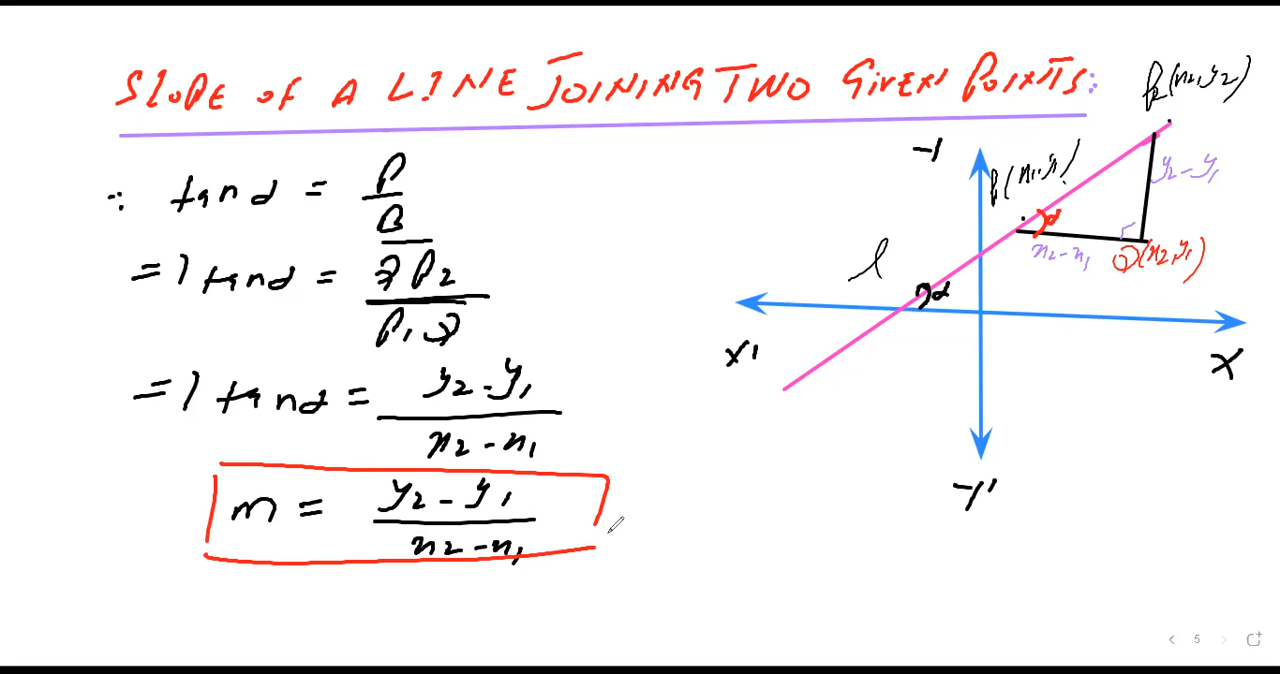 SLOPE OF A LINE JOINING TWO GIVEN POINTS:
∵ tanα = P/B
=> tanα = QP2/P1Q
=> tanα = y2-y1/x2-x1
m = y2-y1/x2-x1
Y
P2(x2,y2)
P1(x1,y1)
y2-y1
α
x2-x1
Q(x2,y1)
l
α
X'
X
Y'
5